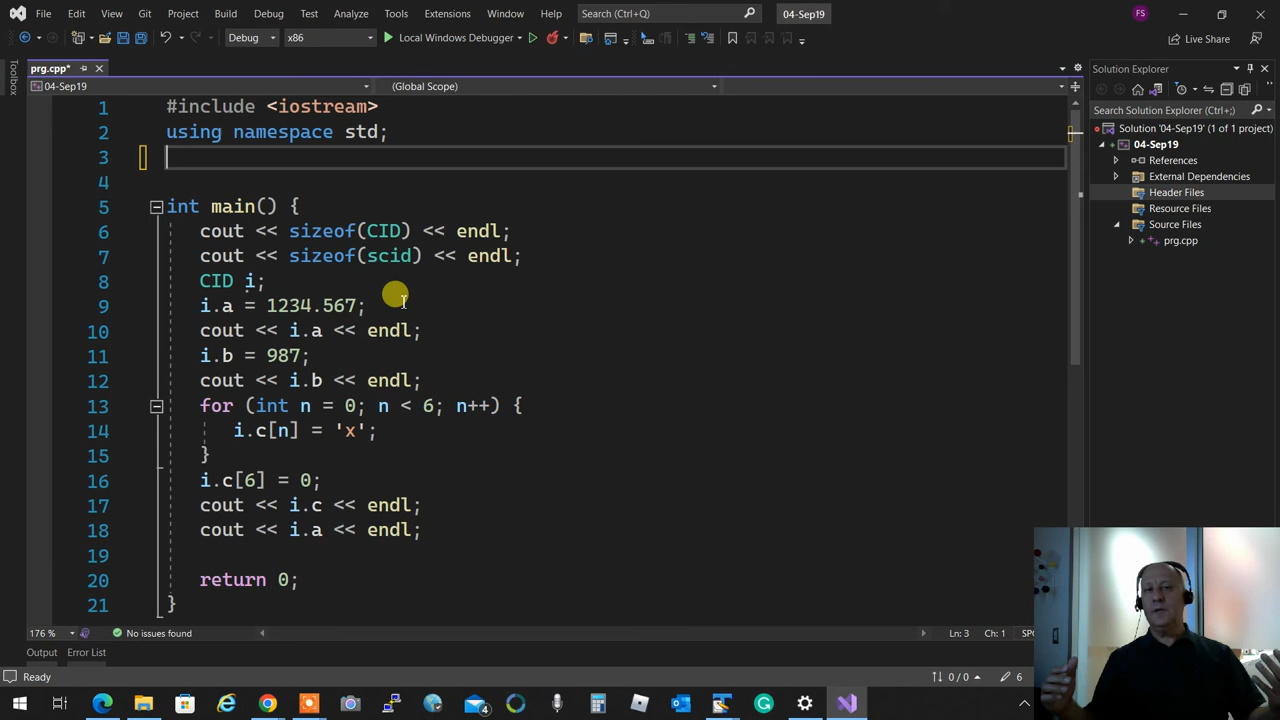 File Edit View Git Project Build Debug Test Analyze Tools Extensions Window Help Search (Ctrl+Q) 04-Sep19 FS
Debug x86 Local Windows Debugger Live Share
Toolbox
prg.cpp*
04-Sep19 (Global Scope)
1 #include <iostream>
2 using namespace std;
3
4
5 int main() {
6 cout << sizeof(CID) << endl;
7 cout << sizeof(scid) << endl;
8 CID i;
9 i.a = 1234.567;
10 cout << i.a << endl;
11 i.b = 987;
12 cout << i.b << endl;
13 for (int n = 0; n < 6; n++) {
14 i.c[n] = 'x';
15 }
16 i.c[6] = 0;
17 cout << i.c << endl;
18 cout << i.a << endl;
19
20 return 0;
21 }
176 % No issues found Ln: 3 Ch: 1 SPC
Output Error List
Ready 0 / 0 6
4
Solution Explorer
Search Solution Explorer (Ctrl+;)
Solution '04-Sep19' (1 of 1 project)
04-Sep19
References
External Dependencies
Header Files
Resource Files
Source Files
prg.cpp